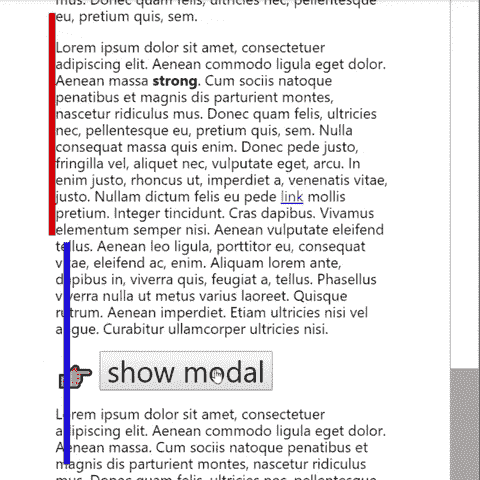 mus. Donec quam felis, ultricies nec, pellentesque
eu, pretium quis, sem.
Lorem ipsum dolor sit amet, consectetuer
adipiscing elit. Aenean commodo ligula eget dolor.
Aenean massa strong. Cum sociis natoque
penatibus et magnis dis parturient montes,
nascetur ridiculus mus. Donec quam felis, ultricies
nec, pellentesque eu, pretium quis, sem. Nulla
consequat massa quis enim. Donec pede justo,
fringilla vel, aliquet nec, vulputate eget, arcu. In
enim justo, rhoncus ut, imperdiet a, venenatis vitae,
justo. Nullam dictum felis eu pede link mollis
pretium. Integer tincidunt. Cras dapibus. Vivamus
elementum semper nisi. Aenean vulputate eleifend
tellus. Aenean leo ligula, porttitor eu, consequat
vitae, eleifend ac, enim. Aliquam lorem ante,
dapibus in, viverra quis, feugiat a, tellus. Phasellus
viverra nulla ut metus varius laoreet. Quisque
rutrum. Aenean imperdiet. Etiam ultricies nisi vel
augue. Curabitur ullamcorper ultricies nisi.
show modal
Lorem ipsum dolor sit amet, consectetuer
adipiscing elit. Aenean commodo ligula eget dolor.
Aenean massa. Cum sociis natoque penatibus et
magnis dis parturient montes, nascetur ridiculus
mus. Donec quam felis, ultricies nec, pellentesque